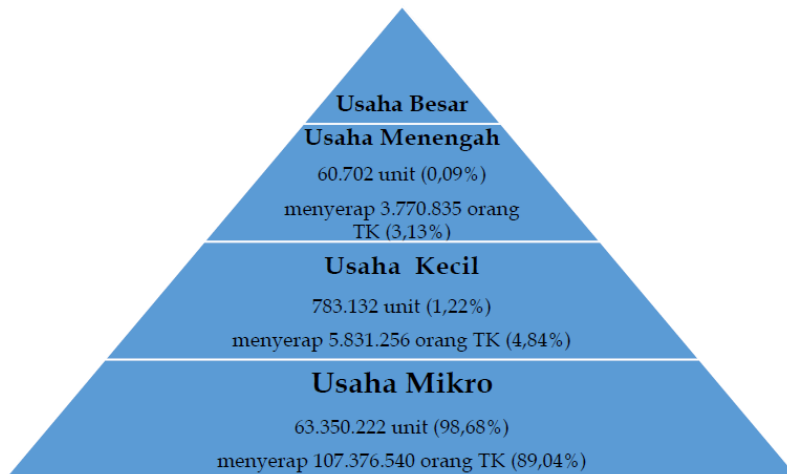 Usaha Besar
Usaha Menengah
60.702 unit (0,09%)
menyerap 3.770.835 orang
TK (3,13%)
Usaha Kecil
783.132 unit (1,22%)
menyerap 5.831.256 orang TK (4,84%)
Usaha Mikro
63.350.222 unit (98,68%)
menyerap 107.376.540 orang TK (89,04%)